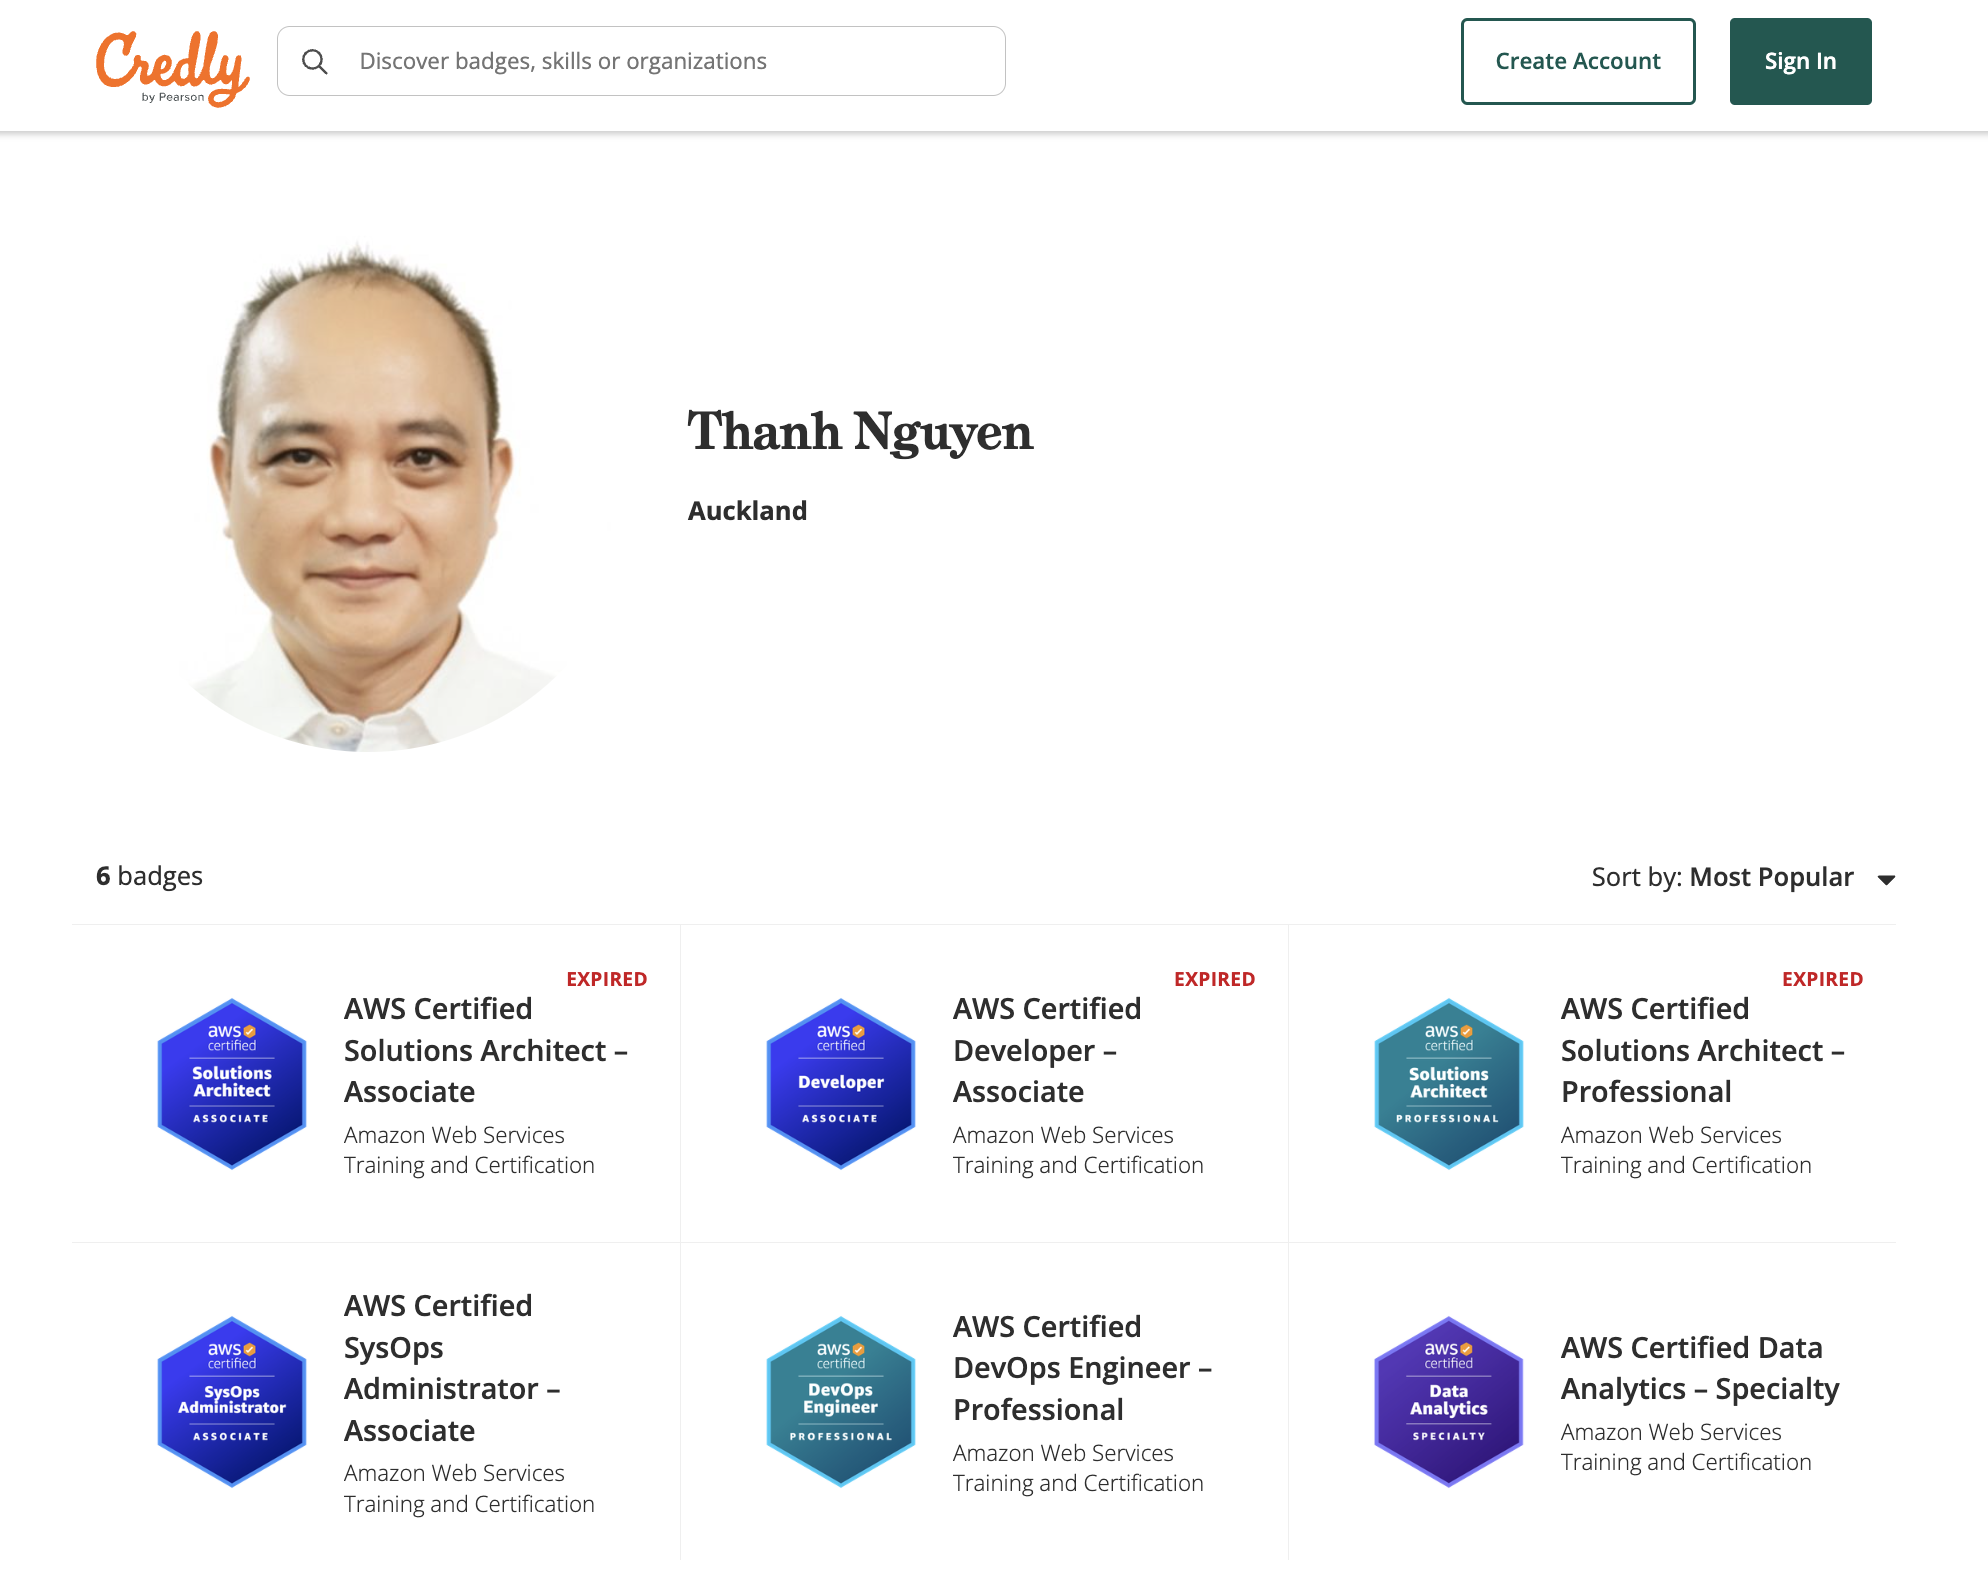 Credly
by Pearson
Discover badges, skills or organizations
Create Account
Sign In
Thanh Nguyen
Auckland
6 badges
Sort by: Most Popular
EXPIRED
aws
certified
Solutions
Architect
ASSOCIATE
AWS Certified
Solutions Architect –
Associate
Amazon Web Services
Training and Certification
EXPIRED
aws
certified
Developer
ASSOCIATE
AWS Certified
Developer –
Associate
Amazon Web Services
Training and Certification
EXPIRED
aws
certified
Solutions
Architect
PROFESSIONAL
AWS Certified
Solutions Architect –
Professional
Amazon Web Services
Training and Certification
aws
certified
SysOps
Administrator
ASSOCIATE
AWS Certified
SysOps
Administrator –
Associate
Amazon Web Services
Training and Certification
aws
certified
DevOps
Engineer
PROFESSIONAL
AWS Certified
DevOps Engineer –
Professional
Amazon Web Services
Training and Certification
aws
certified
Data
Analytics
SPECIALTY
AWS Certified Data
Analytics – Specialty
Amazon Web Services
Training and Certification